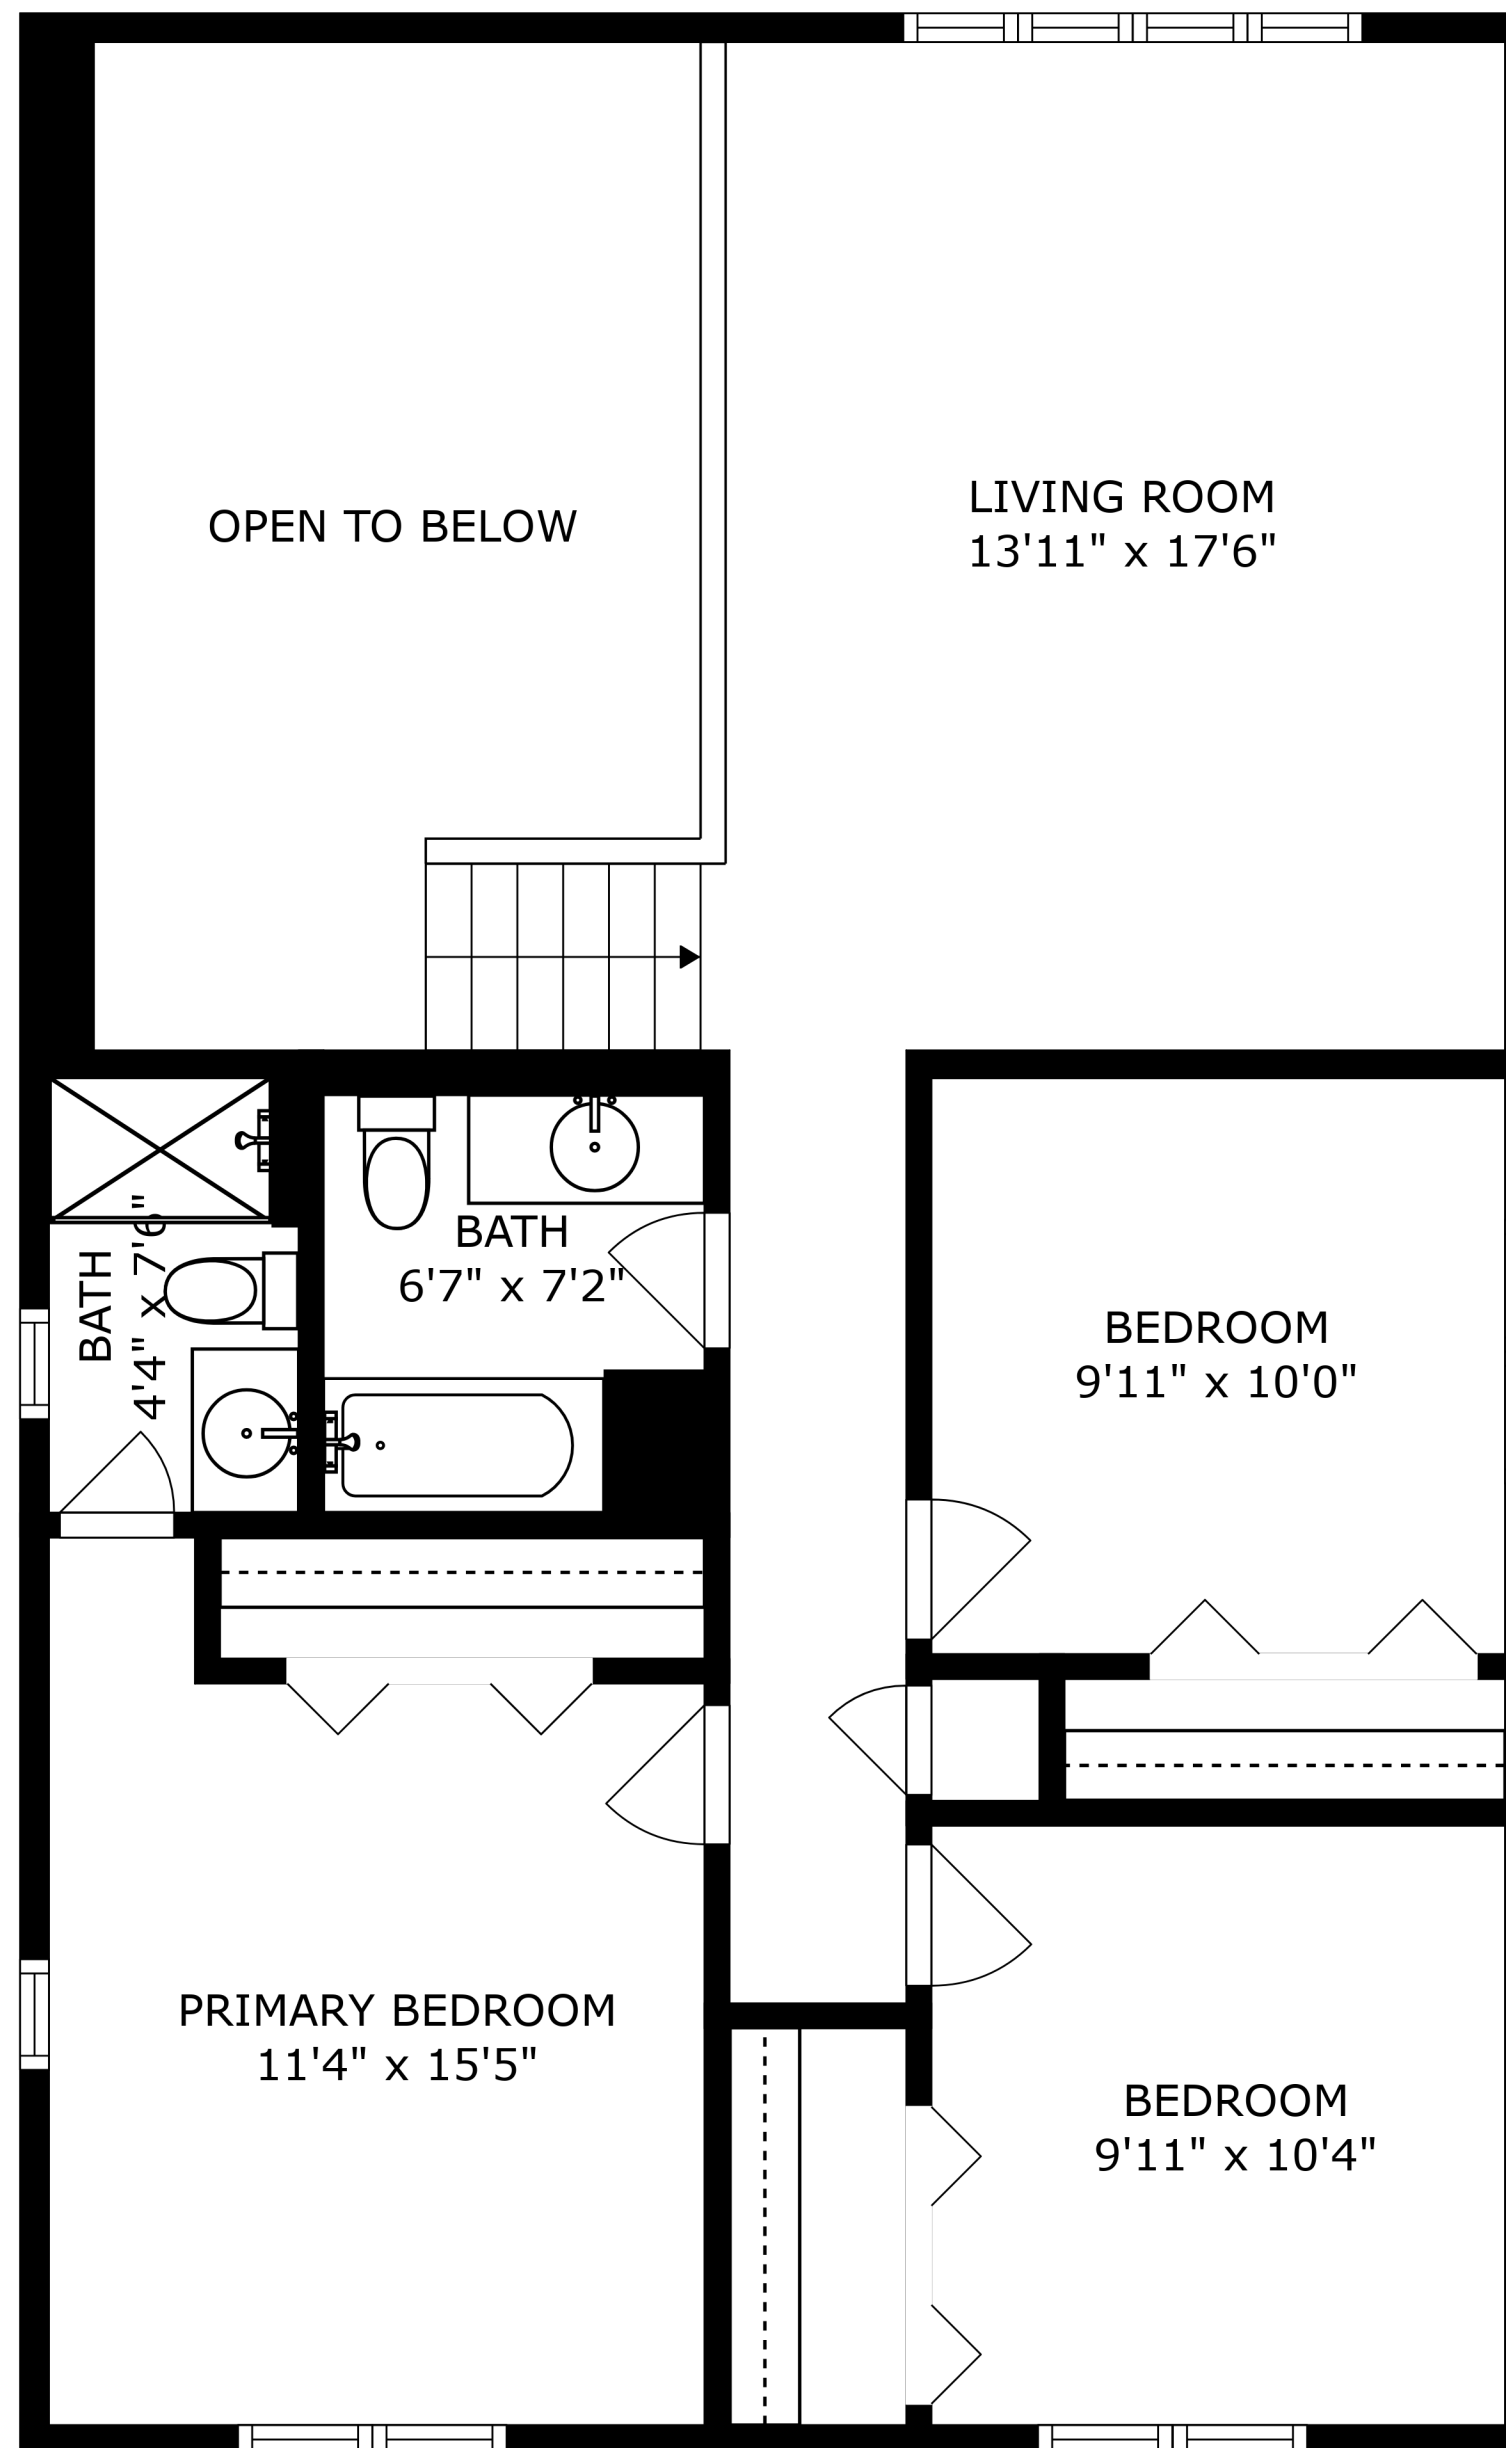 OPEN TO BELOW
LIVING ROOM
13'11" x 17'6"
BATH
4'4" x 7'6"
BATH
6'7" x 7'2"
BEDROOM
9'11" x 10'0"
PRIMARY BEDROOM
11'4" x 15'5"
BEDROOM
9'11" x 10'4"